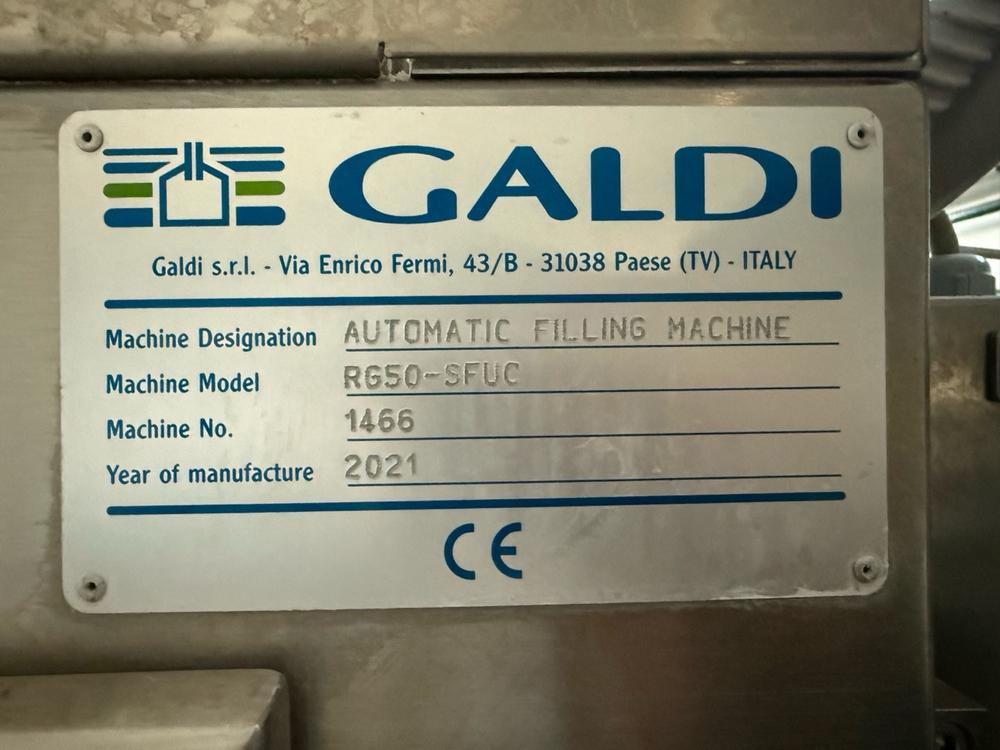 GALDI
Galdi s.r.l. - Via Enrico Fermi, 43/B - 31038 Paese (TV) - ITALY
Machine Designation AUTOMATIC FILLING MACHINE
Machine Model RG50-SFUC
Machine No. 1466
Year of manufacture 2021
CE